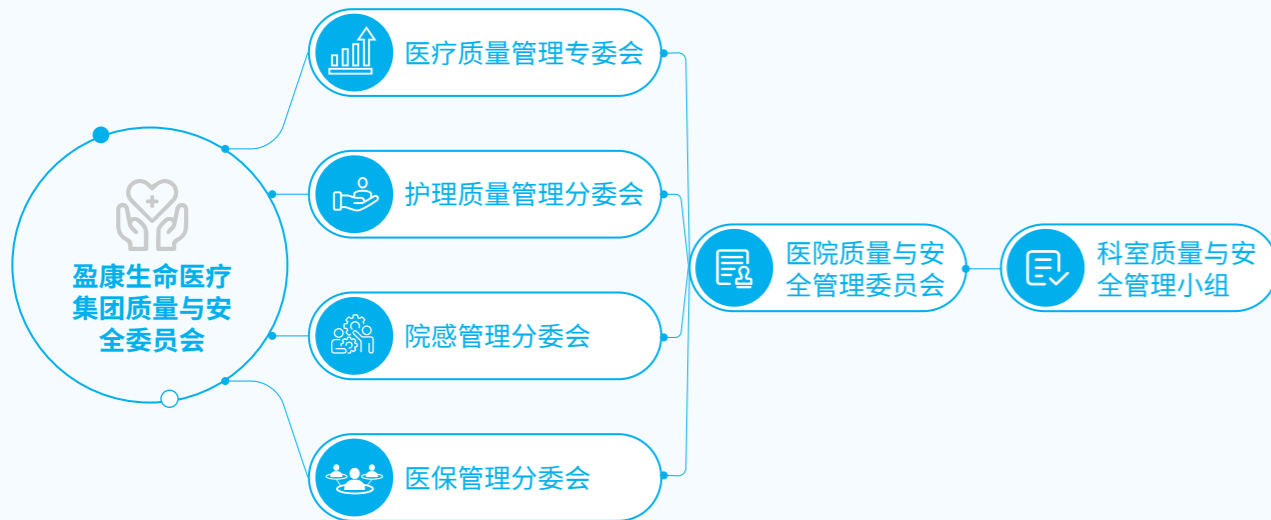 盈康生命医疗
集团质量与安
全委员会
医疗质量管理专委会
护理质量管理分委会
院感管理分委会
医保管理分委会
医院质量与安
全管理委员会
科室质量与安
全管理小组